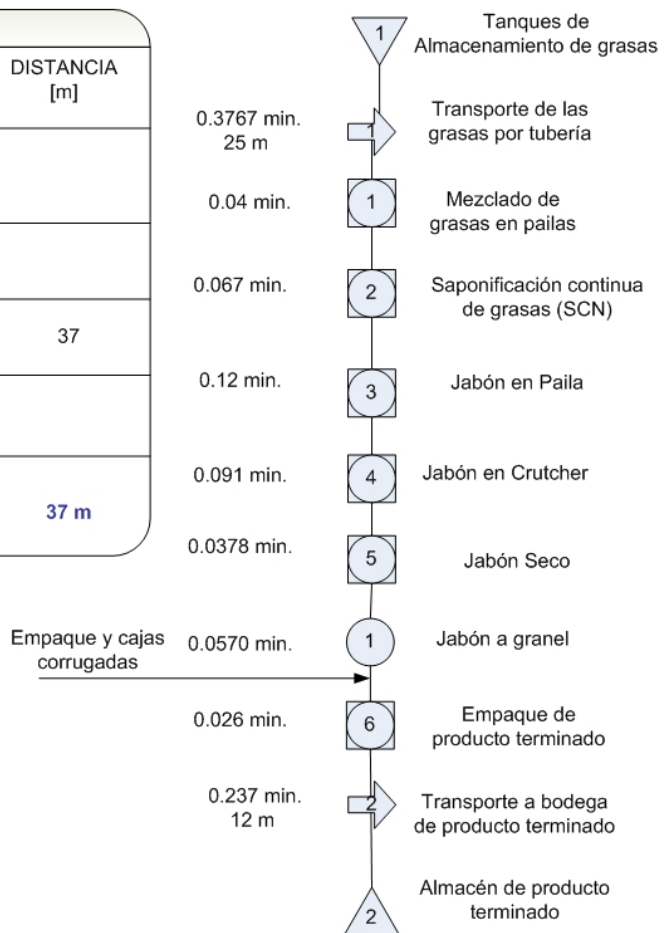 DISTANCIA
[m]
37
37 m
1
Tanques de
Almacenamiento de grasas
0.3767 min.
25 m
1
Transporte de las
grasas por tubería
0.04 min.
1
Mezclado de
grasas en pailas
0.067 min.
2
Saponificación continua
de grasas (SCN)
0.12 min.
3
Jabón en Paila
0.091 min.
4
Jabón en Crutcher
0.0378 min.
5
Jabón Seco
Empaque y cajas
corrugadas
0.0570 min.
1
Jabón a granel
0.026 min.
6
Empaque de
producto terminado
0.237 min.
12 m
2
Transporte a bodega
de producto terminado
2
Almacén de producto
terminado